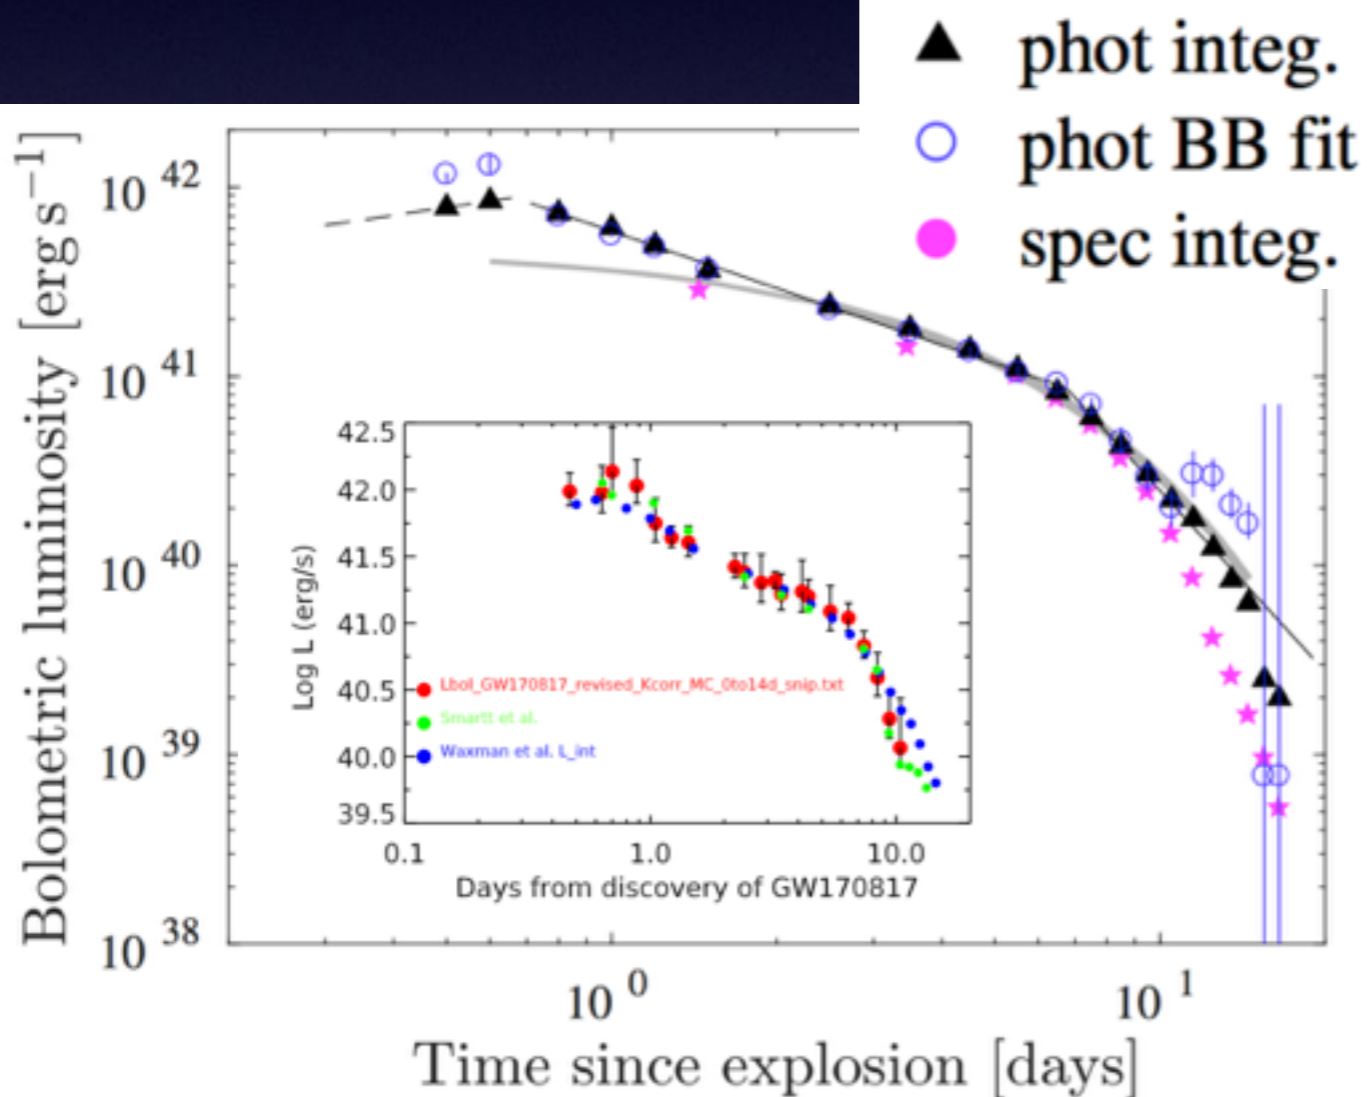 phot integ.
phot BB fit
spec integ.
Bolometric luminosity [erg s⁻¹]
10 42
10 41
10 40
10 39
10 38
42.5
42.0
41.5
41.0
40.5
40.0
39.5
Log L (erg/s)
Lbol_GW170817_revised_Kcorr_MC_0to14d_snip.txt
Smartt et al.
Waxman et al. L_int
0.1 1.0 10.0
Days from discovery of GW170817
10 0 10 1
Time since explosion [days]